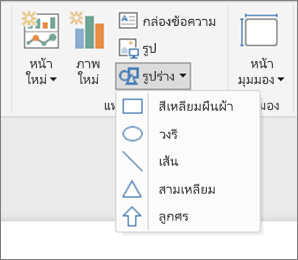 หน้า
ใหม่
ภาพ
ใหม่
กล่องข้อความ
รูป
รูปร่าง
หน้า
มุมมอง
สี่เหลี่ยมผืนผ้า
วงรี
เส้น
สามเหลี่ยม
ลูกศร